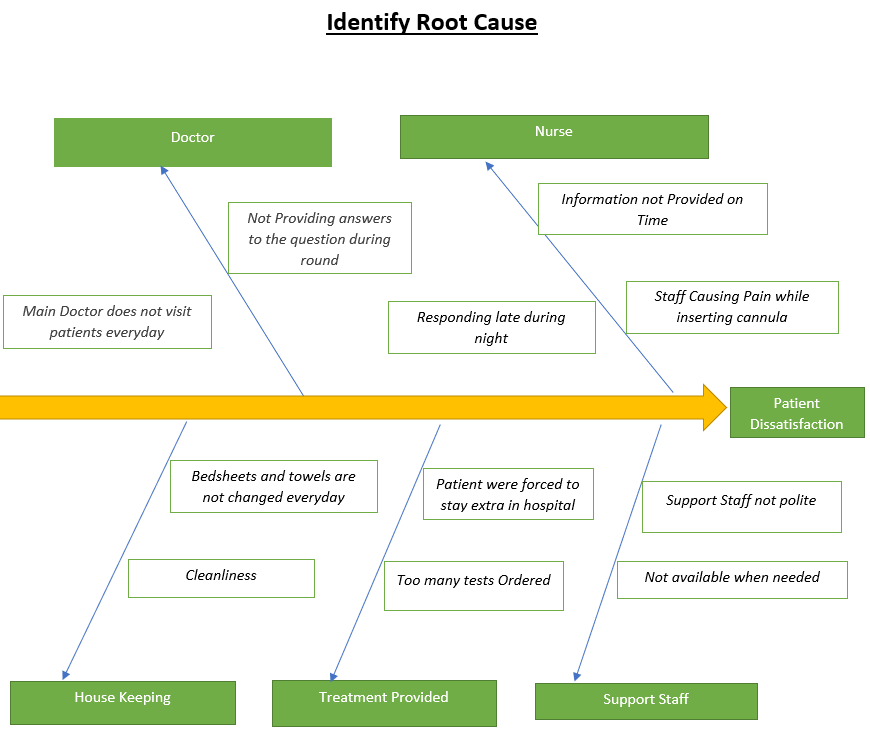 Identify Root Cause
Doctor
Nurse
Not Providing answers
to the question during
round
Main Doctor does not visit
patients everyday
Information not Provided on
Time
Staff Causing Pain while
inserting cannula
Responding late during
night
Patient
Dissatisfaction
Bedsheets and towels are
not changed everyday
Cleanliness
Patient were forced to
stay extra in hospital
Too many tests Ordered
Support Staff not polite
Not available when needed
House Keeping
Treatment Provided
Support Staff